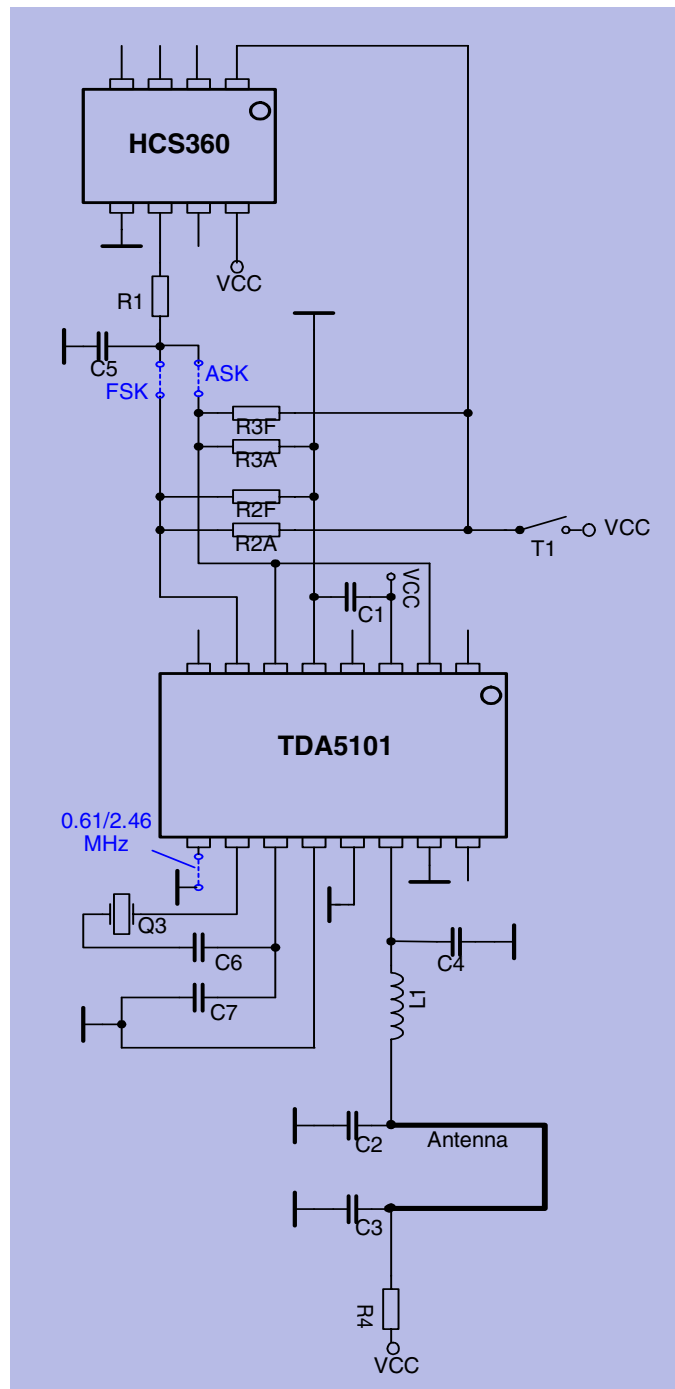 HCS360
VCC
R1
C5
FSK
ASK
R3F
R3A
R2F
R2A
T1
VCC
VCC
C1
TDA5101
0.61/2.46
MHz
Q3
C6
C4
C7
L1
C2
Antenna
C3
R4
VCC